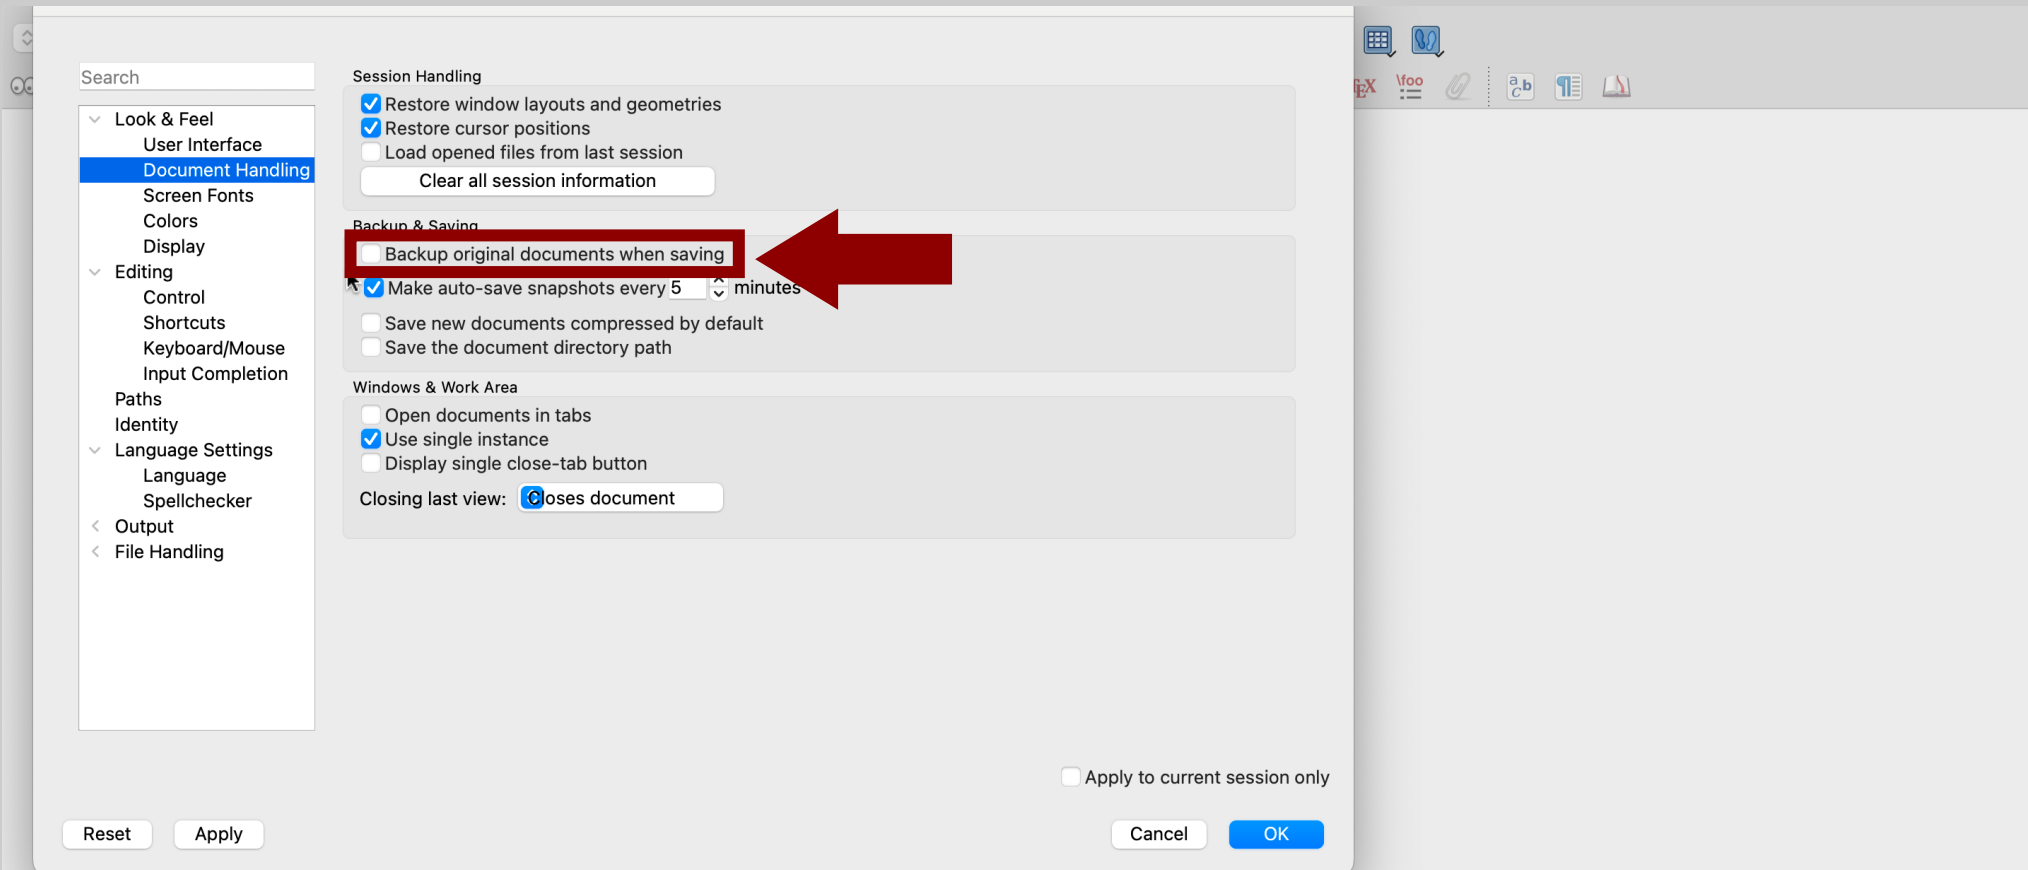 Search
Look & Feel
User Interface
Document Handling
Screen Fonts
Colors
Display
Editing
Control
Shortcuts
Keyboard/Mouse
Input Completion
Paths
Identity
Language Settings
Language
Spellchecker
Output
File Handling
Session Handling
Restore window layouts and geometries
Restore cursor positions
Load opened files from last session
Clear all session information
Backup & Saving
Backup original documents when saving
Make auto-save snapshots every 5 minutes
Save new documents compressed by default
Save the document directory path
Windows & Work Area
Open documents in tabs
Use single instance
Display single close-tab button
Closing last view: Closes document
Apply to current session only
Reset Apply Cancel OK
\foo
a b
c